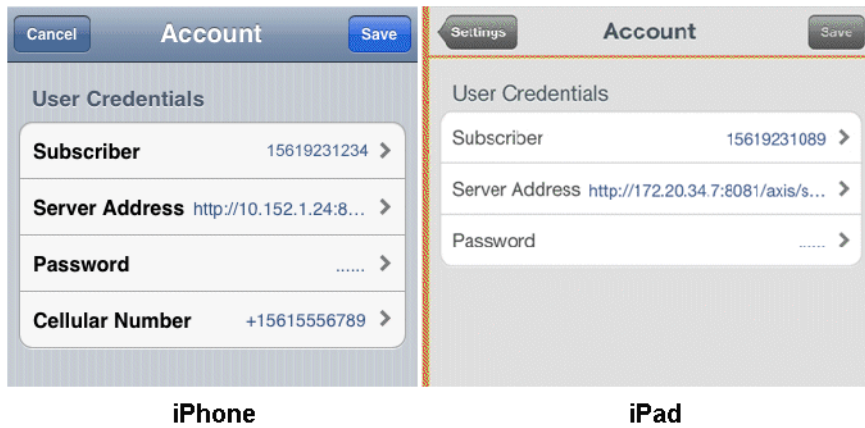 Cancel Account Save
User Credentials
Subscriber 15619231234
Server Address http://10.152.1.24:8...
Password ......
Cellular Number +15615556789
iPhone
Settings Account Save
User Credentials
Subscriber 15619231089
Server Address http://172.20.34.7:8081/axis/s...
Password ......
iPad